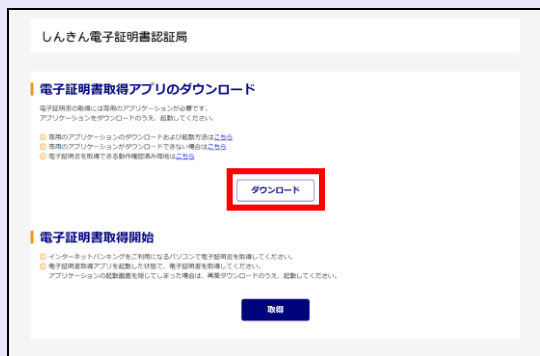 しんきん電子証明書認証局
電子証明書取得アプリのダウンロード
電子証明書の取得には専用のアプリケーションが必要です。
アプリケーションをダウンロードのうえ、起動してください。
専用のアプリケーションのダウンロードおよび起動方法はこちら
専用のアプリケーションがダウンロードできない場合はこちら
電子証明書を取得できる動作確認済み環境はこちら
ダウンロード
電子証明書取得開始
インターネットバンキングをご利用になるパソコンで電子証明書を取得してください。
電子証明書取得アプリを起動した状態で、電子証明書を取得してください。
アプリケーションの起動画面を閉じてしまった場合は、再度ダウンロードのうえ、起動してください。
取得